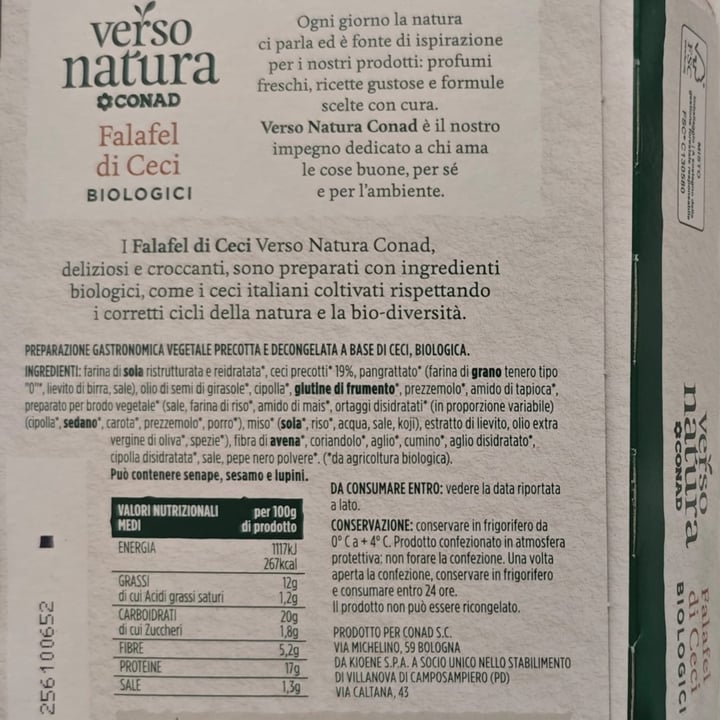 verso
natura
CONAD
Falafel
di Ceci
BIOLOGICI
Ogni giorno la natura
ci parla ed è fonte di ispirazione
per i nostri prodotti: profumi
freschi, ricette gustose e formule
scelte con cura.
Verso Natura Conad è il nostro
impegno dedicato a chi ama
le cose buone, per sé
e per l'ambiente.
I Falafel di Ceci Verso Natura Conad,
deliziosi e croccanti, sono preparati con ingredienti
biologici, come i ceci italiani coltivati rispettando
i corretti cicli della natura e la bio-diversità.
PREPARAZIONE GASTRONOMICA VEGETALE PRECOTTA E DECONGELATA A BASE DI CECI, BIOLOGICA.
INGREDIENTI: farina di soia ristrutturata e reidratata*, ceci precotti* 19%, pangrattato* (farina di grano tenero tipo
"0"*, lievito di birra, sale), olio di semi di girasole*, cipolla*, glutine di frumento*, prezzemolo*, amido di tapioca*,
preparato per brodo vegetale* (sale, farina di riso*, amido di mais*, ortaggi disidratati* (in proporzione variabile)
(cipolla*, sedano*, carota*, prezzemolo*, porro*), miso* (soia*, riso*, acqua, sale, koji), estratto di lievito, olio extra
vergine di oliva*, spezie*), fibra di avena*, coriandolo*, aglio*, cumino*, aglio disidratato*,
cipolla disidratata*, sale, pepe nero polvere*. (*da agricoltura biologica).
Può contenere senape, sesamo e lupini.
VALORI NUTRIZIONALI per 100g
MEDI di prodotto
ENERGIA 1117kJ
267kcal
GRASSI 12g
di cui Acidi grassi saturi 1,2g
CARBOIDRATI 20g
di cui Zuccheri 1,8g
FIBRE 5,2g
PROTEINE 17g
SALE 1,3g
DA CONSUMARE ENTRO: vedere la data riportata
a lato.
CONSERVAZIONE: conservare in frigorifero da
0° C a + 4° C. Prodotto confezionato in atmosfera
protettiva: non forare la confezione. Una volta
aperta la confezione, conservare in frigorifero
e consumare entro 24 ore.
Il prodotto non può essere ricongelato.
PRODOTTO PER CONAD S.C.
VIA MICHELINO, 59 BOLOGNA
DA KIOENE S.P.A. A SOCIO UNICO NELLO STABILIMENTO
DI VILLANOVA DI CAMPOSAMPIERO (PD)
VIA CALTANA, 43
256100652
FSC
MISTO
FSC® C130580
verso
natura
CONAD
Falafel
di Ceci
BIOLOGICI